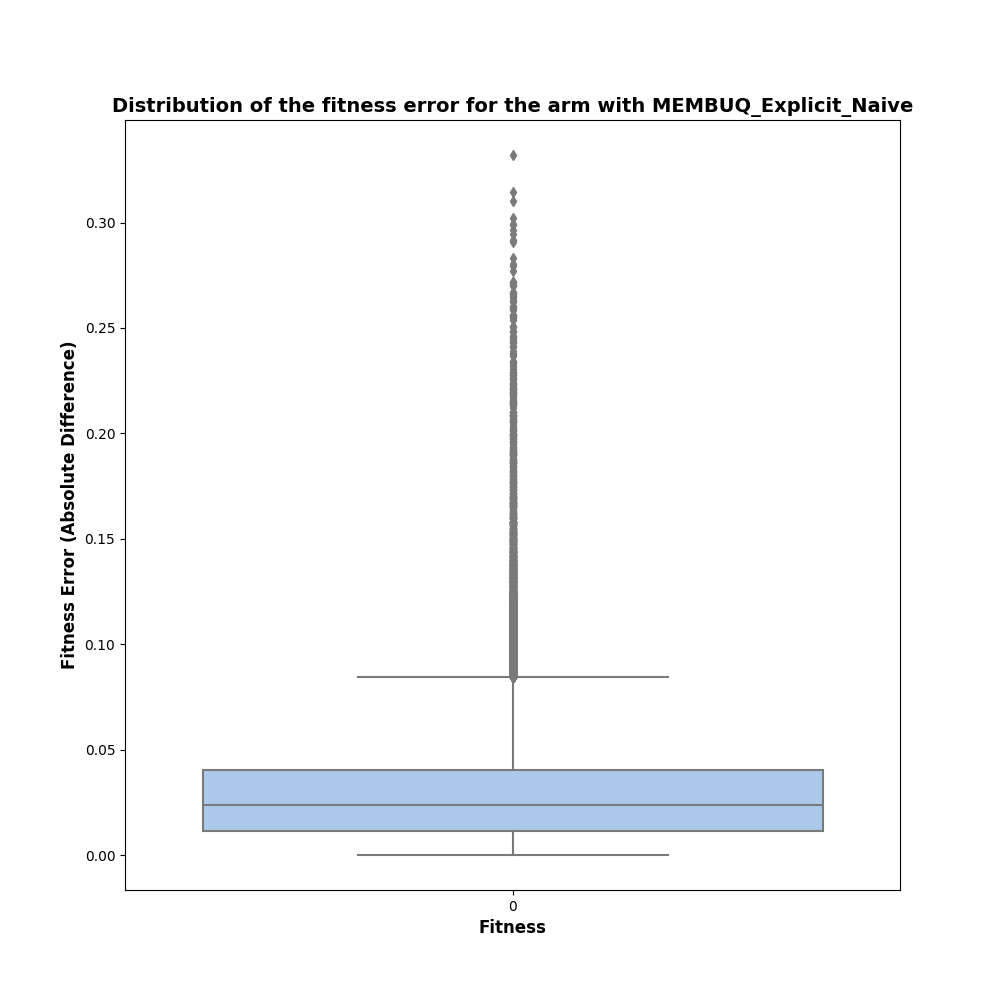 Distribution of the fitness error for the arm with MEMBUQ_Explicit_Naive
Fitness Error (Absolute Difference)
0.30
0.25
0.20
0.15
0.10
0.05
0.00
0
Fitness